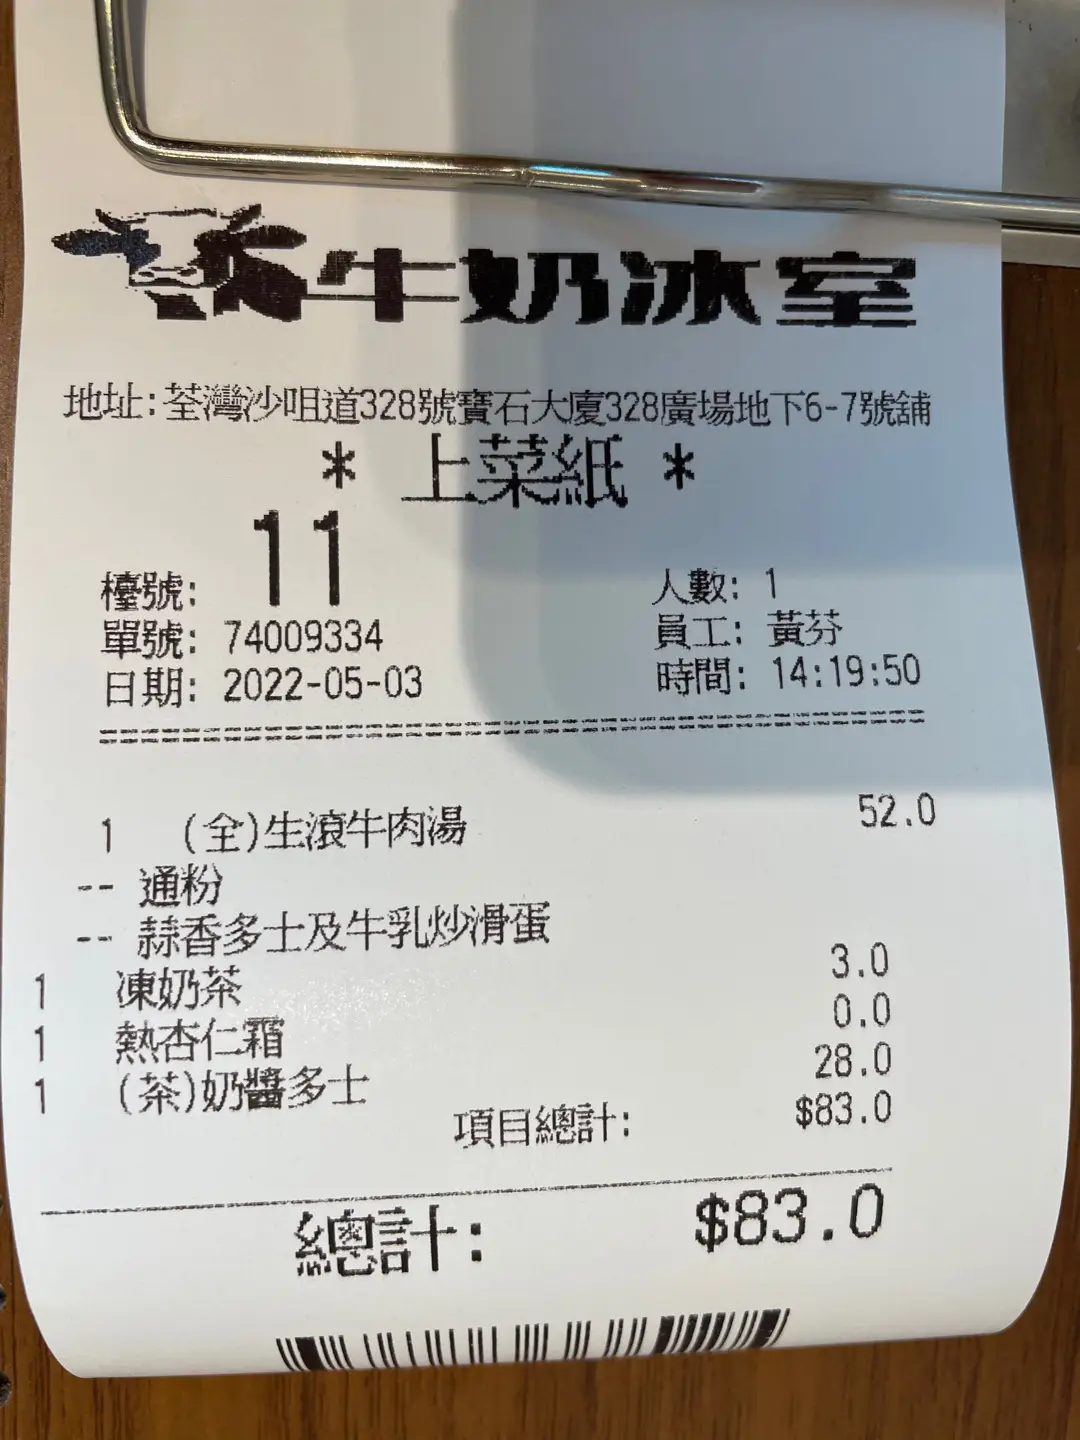 牛奶冰室
地址:荃灣沙咀道328號寶石大廈328廣場地下6-7號舖
* 上菜紙 *
檯號: 11 人數: 1
單號: 74009334 員工: 黃芬
日期: 2022-05-03 時間: 14:19:50
1 (全)生滾牛肉湯 52.0
-- 通粉
-- 蒜香多士及牛乳炒滑蛋
1 凍奶茶 3.0
1 熱杏仁霜 0.0
1 (茶)奶醬多士 28.0
項目總計: $83.0
總計: $83.0